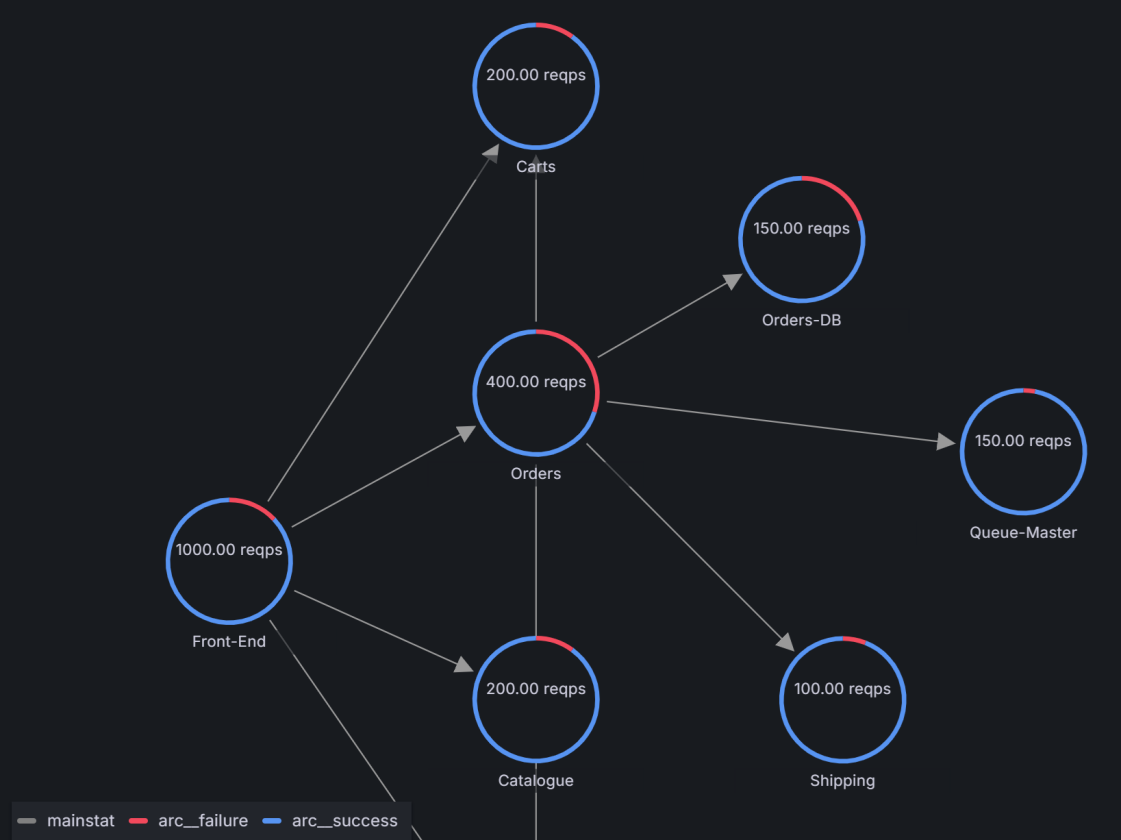 200.00 reqps
Carts
150.00 reqps
Orders-DB
400.00 reqps
Orders
150.00 reqps
Queue-Master
1000.00 reqps
Front-End
200.00 reqps
Catalogue
100.00 reqps
Shipping
mainstat arc__failure arc__success